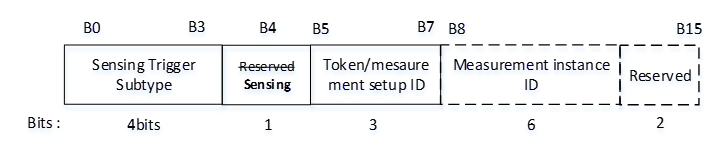 B0 B3 B4 B5 B7 B8 B15
Sensing Trigger Reserved Token/mesaure Measurement instance Reserved
Subtype Sensing ment setup ID ID
Bits : 4bits 1 3 6 2